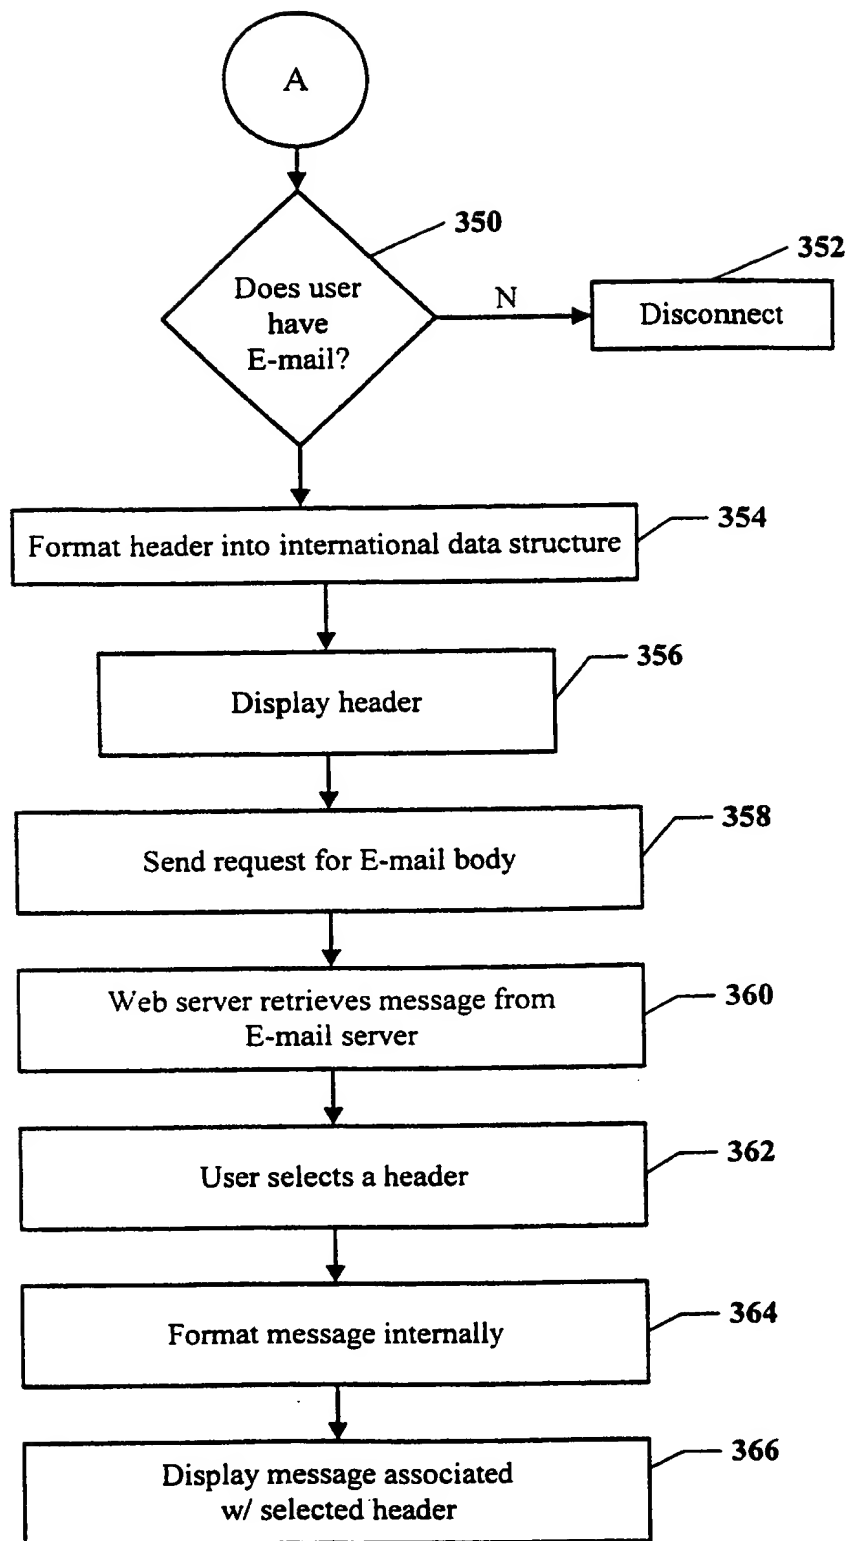 A
350
352
Does user
have
E-mail?
N
Disconnect
354
Format header into international data structure
356
Display header
358
Send request for E-mail body
360
Web server retrieves message from
E-mail server
362
User selects a header
364
Format message internally
366
Display message associated
w/ selected header